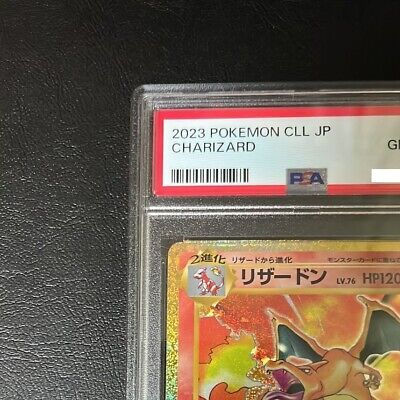 2023 POKEMON CLL JP
CHARIZARD
PSA
2進化
リザードから進化
リザードン LV.76 HP120